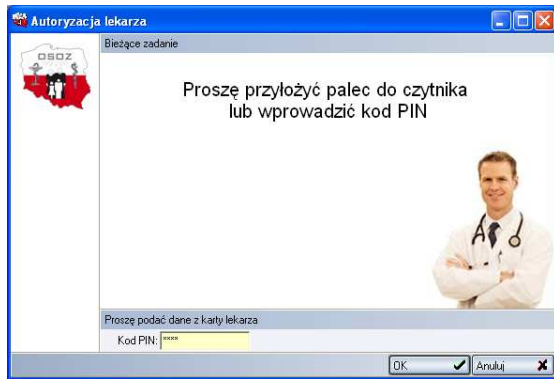 Autoryzacja lekarza
OSOZ
Bieżące zadanie
Proszę przyłożyć palec do czytnika
lub wprowadzić kod PIN
Proszę podać dane z karty lekarza
Kod PIN: ****
OK
Anuluj